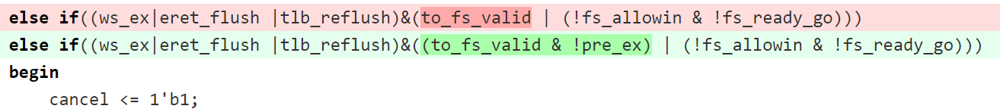 else if((ws_ex|eret_flush |tlb_reflush)&(to_fs_valid | (!fs_allowin & !fs_ready_go)))
else if((ws_ex|eret_flush |tlb_reflush)&((to_fs_valid & !pre_ex) | (!fs_allowin & !fs_ready_go)))
begin
    cancel <= 1'b1;